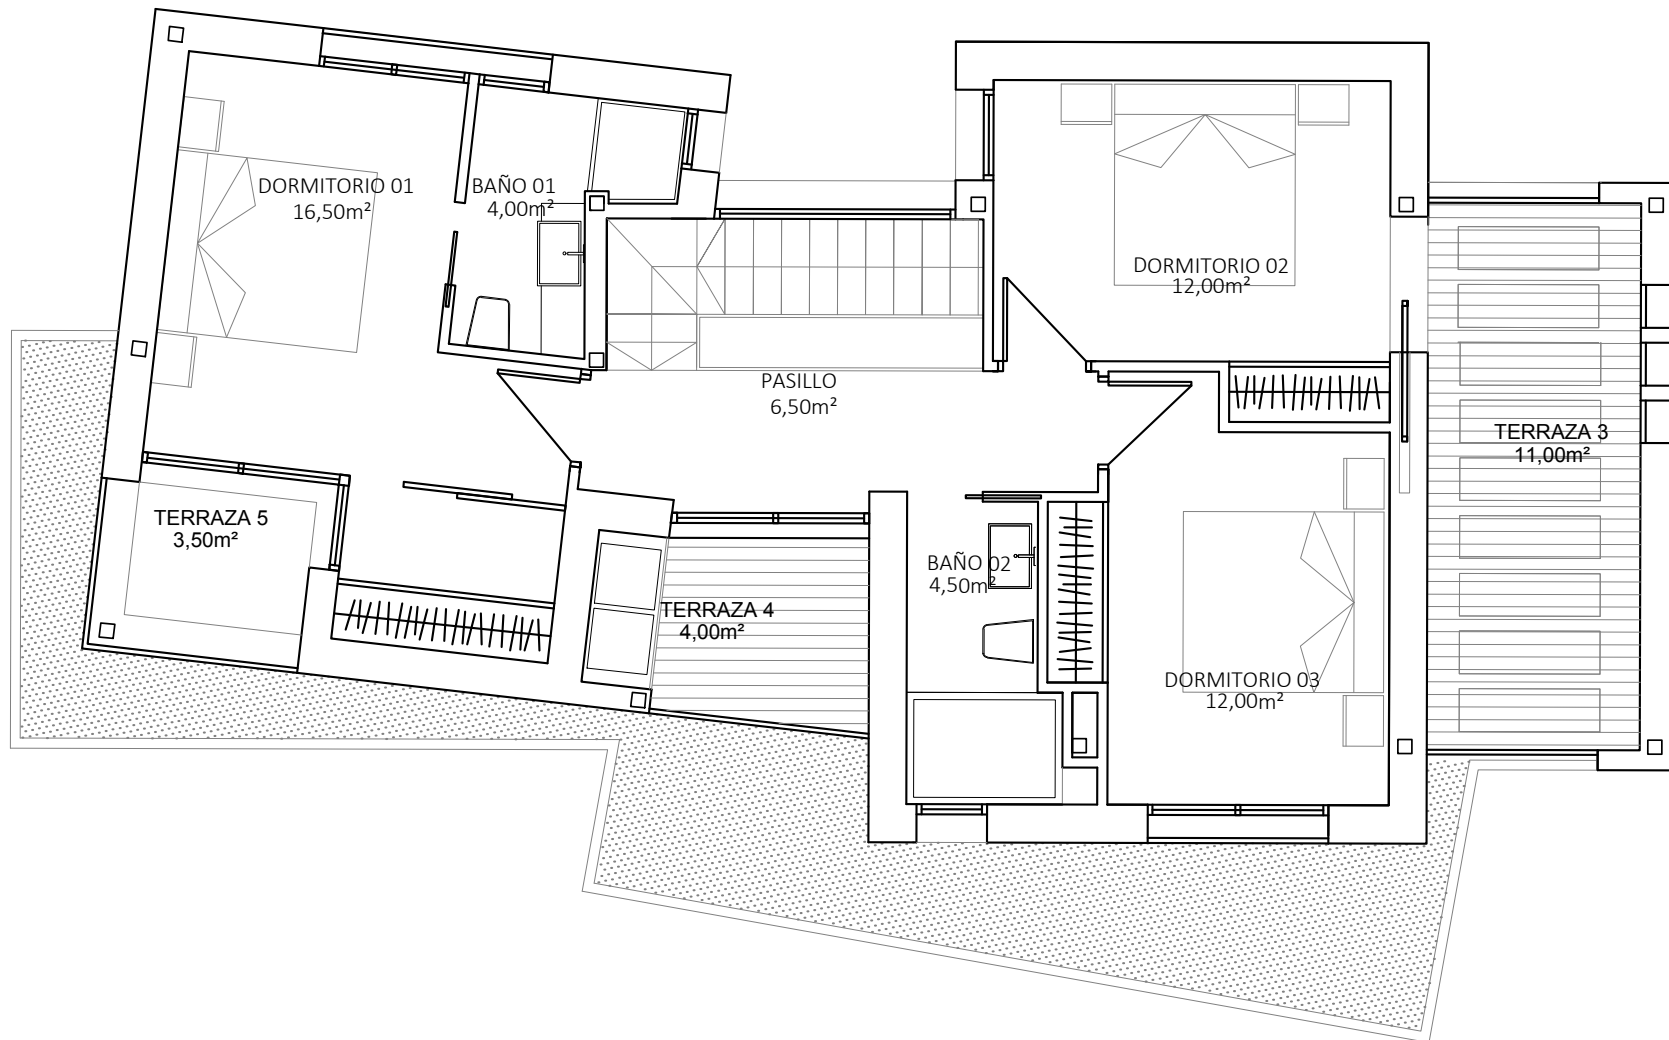 DORMITORIO 01
16,50m²
BAÑO 01
4,00m²
DORMITORIO 02
12,00m²
PASILLO
6,50m²
TERRAZA 3
11,00m²
TERRAZA 5
3,50m²
BAÑO 02
4,50m²
TERRAZA 4
4,00m²
DORMITORIO 03
12,00m²